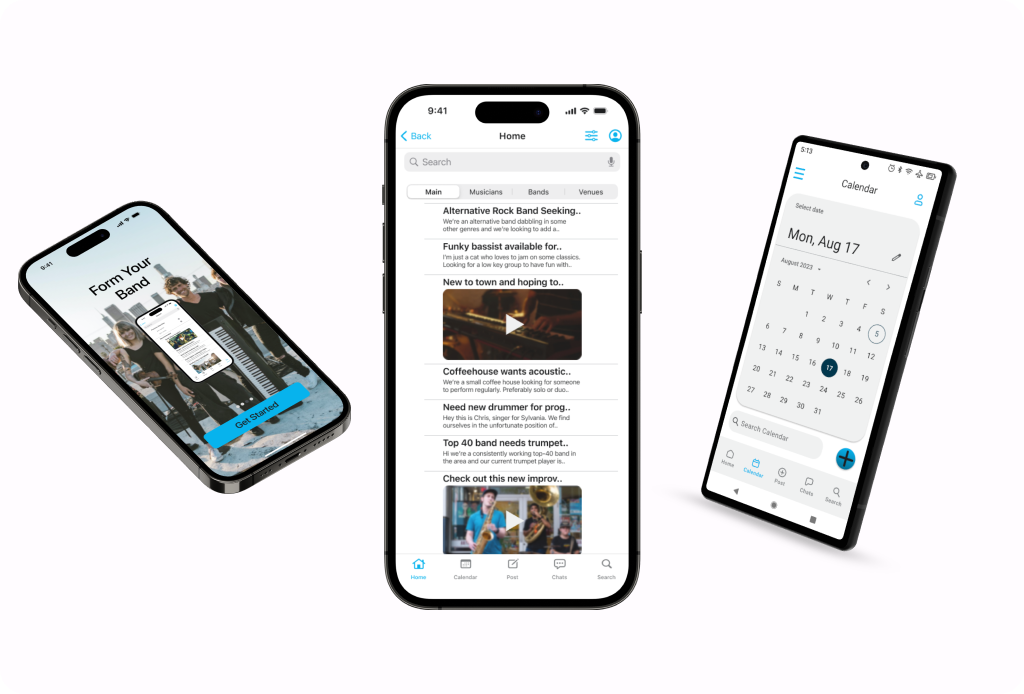 9:41
Form Your
Band
Get Started
9:41
Back
Home
Search
Main
Musicians
Bands
Venues
Alternative Rock Band Seeking..
We're an alternative band dabbling in some
other genres and we're looking to add a..
Funky bassist available for..
I'm just a cat who loves to jam on some classics.
Looking for a low key group to have fun with..
New to town and hoping to..
Coffeehouse wants acoustic..
We're a small coffee house looking for someone
to perform regularly. Preferably solo or duo..
Need new drummer for prog..
Hey this is Chris, singer for Sylvania. We find
ourselves in the unfortunate position of..
Top 40 band needs trumpet..
Hi we're a consistently working top-40 band in
the area and our current trumpet player is..
Check out this new improv..
Home
Calendar
Post
Chats
Search
5:13
Calendar
Select date
Mon, Aug 17
August 2023
S M T W T F S
1 2 3 4 5
6 7 8 9 10 11 12
13 14 15 16 17 18 19
20 21 22 23 24 25 26
27 28 29 30 31
Search Calendar
Home
Calendar
Post
Chats
Search